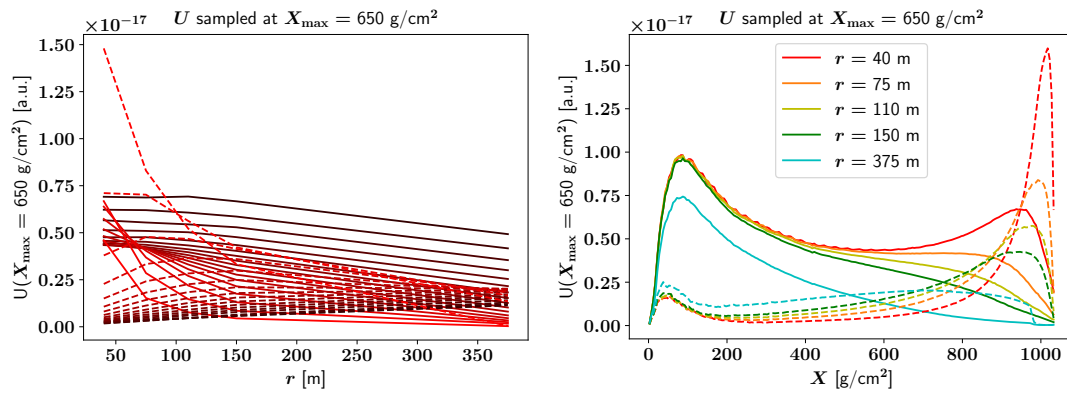 U sampled at X_max = 650 g/cm²
×10⁻¹⁷
U(X_max = 650 g/cm²) [a.u.]
1.50
1.25
1.00
0.75
0.50
0.25
0.00
50 100 150 200 250 300 350
r [m]
U sampled at X_max = 650 g/cm²
×10⁻¹⁷
U(X_max = 650 g/cm²) [a.u.]
1.50
1.25
1.00
0.75
0.50
0.25
0.00
r = 40 m
r = 75 m
r = 110 m
r = 150 m
r = 375 m
0 200 400 600 800 1000
X [g/cm²]